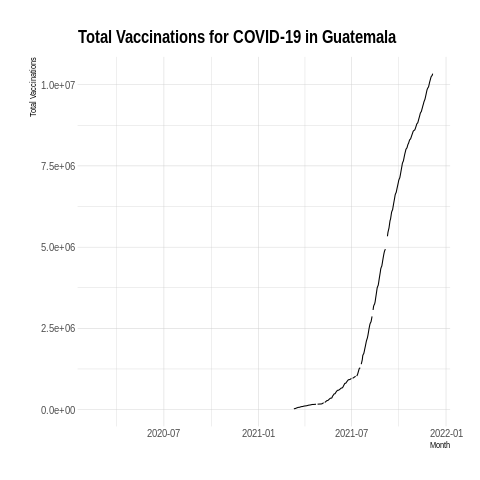 Total Vaccinations for COVID-19 in Guatemala
Total Vaccinations
1.0e+07
7.5e+06
5.0e+06
2.5e+06
0.0e+00
2020-07 2021-01 2021-07 2022-01
Month